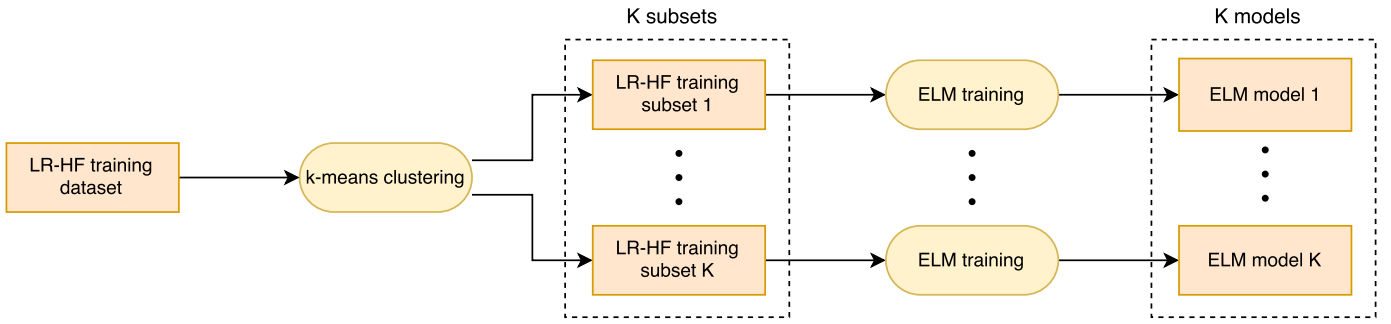 K subsets
K models
LR-HF training
subset 1
ELM training
ELM model 1
LR-HF training
dataset
k-means clustering
LR-HF training
subset K
ELM training
ELM model K